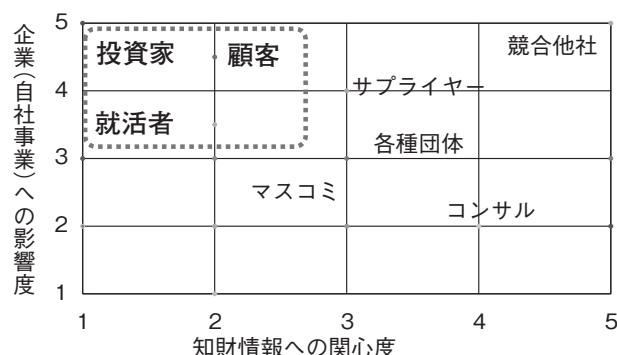 企業(自社事業)への影響度
5
4
3
2
1
投資家
顧客
競合他社
サプライヤー
就活者
各種団体
マスコミ
コンサル
1
2
3
4
5
知財情報への関心度